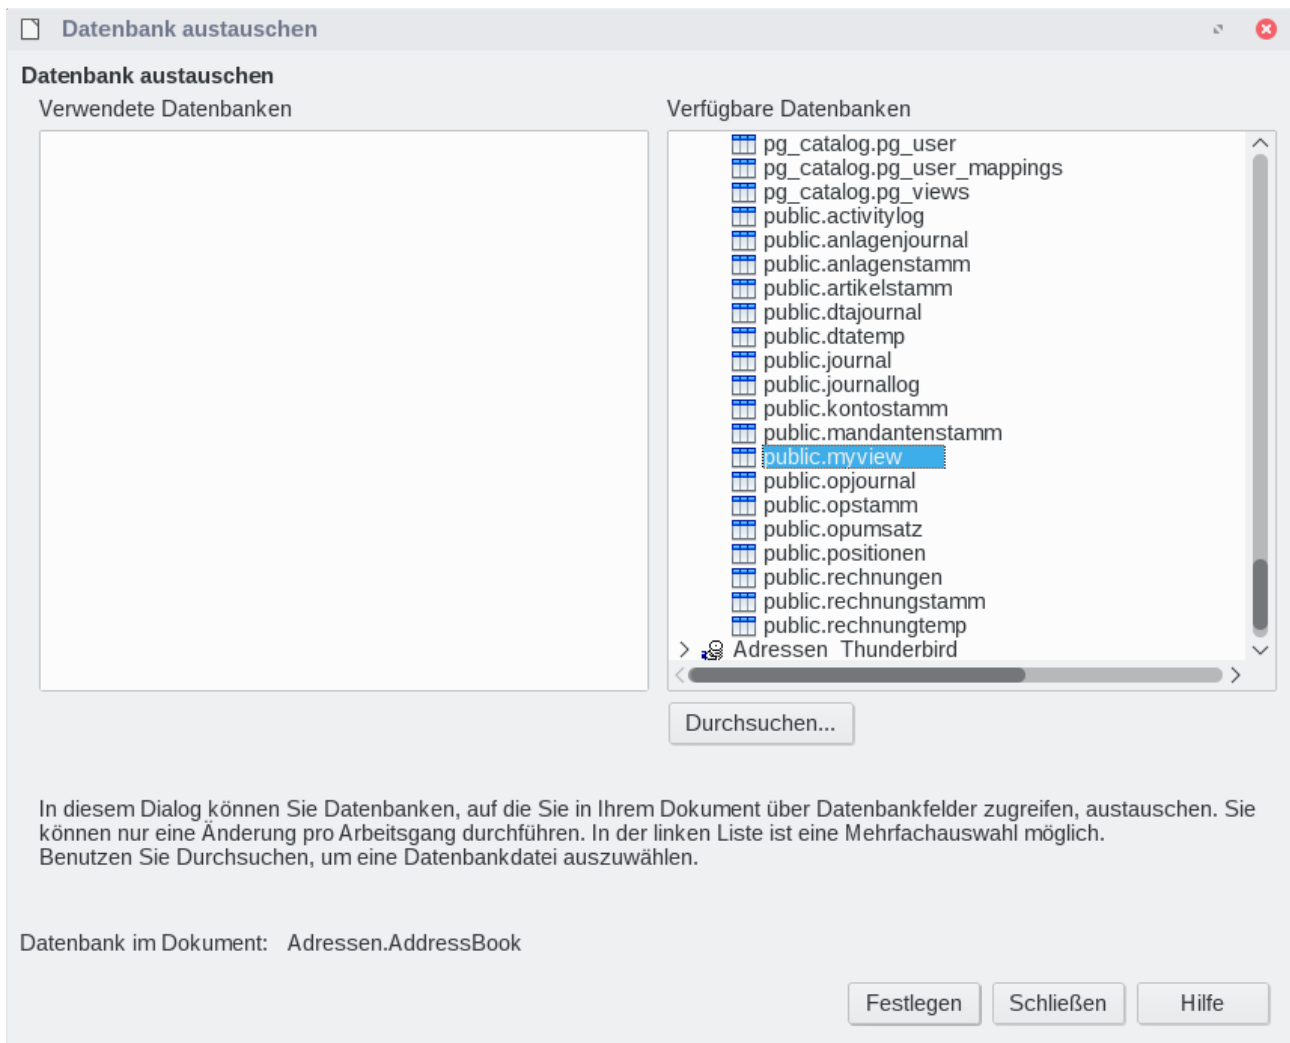 Datenbank austauschen
Datenbank austauschen
Verwendete Datenbanken
Verfügbare Datenbanken
pg_catalog.pg_user
pg_catalog.pg_user_mappings
pg_catalog.pg_views
public.activitylog
public.anlagenjournal
public.anlagenstamm
public.artikelstamm
public.dtajournal
public.dtatemp
public.journal
public.journallog
public.kontostamm
public.mandantenstamm
public.myview
public.opjournal
public.opstamm
public.opumsatz
public.positionen
public.rechnungen
public.rechnungstamm
public.rechnungtemp
Adressen Thunderbird
Durchsuchen...
In diesem Dialog können Sie Datenbanken, auf die Sie in Ihrem Dokument über Datenbankfelder zugreifen, austauschen. Sie
können nur eine Änderung pro Arbeitsgang durchführen. In der linken Liste ist eine Mehrfachauswahl möglich.
Benutzen Sie Durchsuchen, um eine Datenbankdatei auszuwählen.
Datenbank im Dokument: Adressen.AddressBook
Festlegen Schließen Hilfe